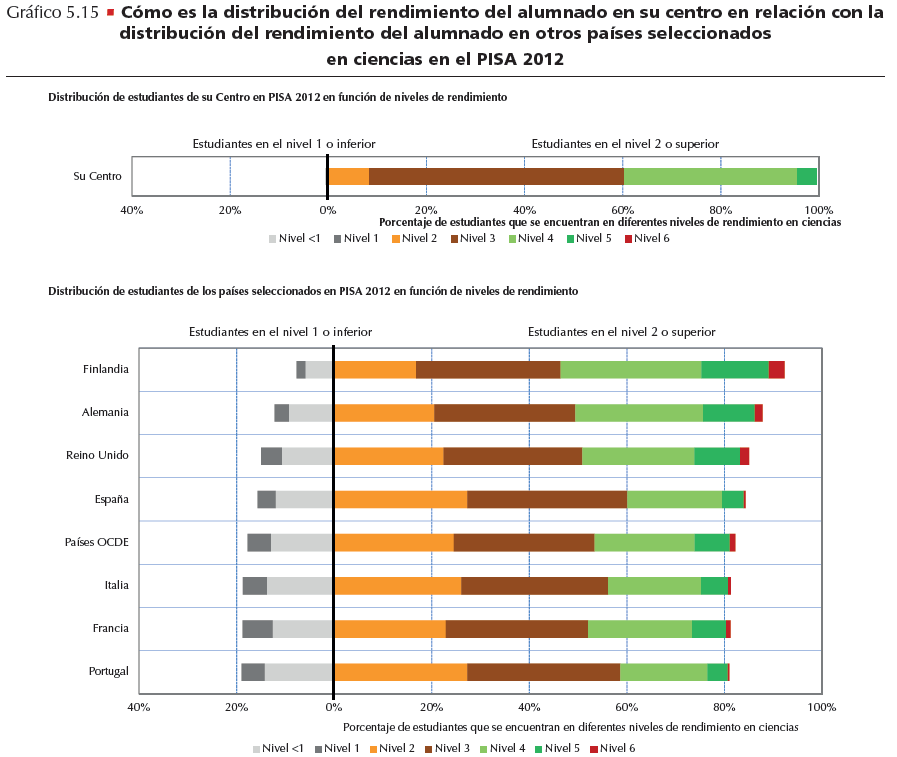 Gráfico 5.15 ▪ Cómo es la distribución del rendimiento del alumnado en su centro en relación con la
distribución del rendimiento del alumnado en otros países seleccionados
en ciencias en el PISA 2012
Distribución de estudiantes de su Centro en PISA 2012 en función de niveles de rendimiento
Estudiantes en el nivel 1 o inferior Estudiantes en el nivel 2 o superior
Su Centro
40% 20% 0% 20% 40% 60% 80% 100%
Porcentaje de estudiantes que se encuentran en diferentes niveles de rendimiento en ciencias
Nivel <1 Nivel 1 Nivel 2 Nivel 3 Nivel 4 Nivel 5 Nivel 6
Distribución de estudiantes de los países seleccionados en PISA 2012 en función de niveles de rendimiento
Estudiantes en el nivel 1 o inferior Estudiantes en el nivel 2 o superior
Finlandia
Alemania
Reino Unido
España
Países OCDE
Italia
Francia
Portugal
40% 20% 0% 20% 40% 60% 80% 100%
Porcentaje de estudiantes que se encuentran en diferentes niveles de rendimiento en ciencias
Nivel <1 Nivel 1 Nivel 2 Nivel 3 Nivel 4 Nivel 5 Nivel 6